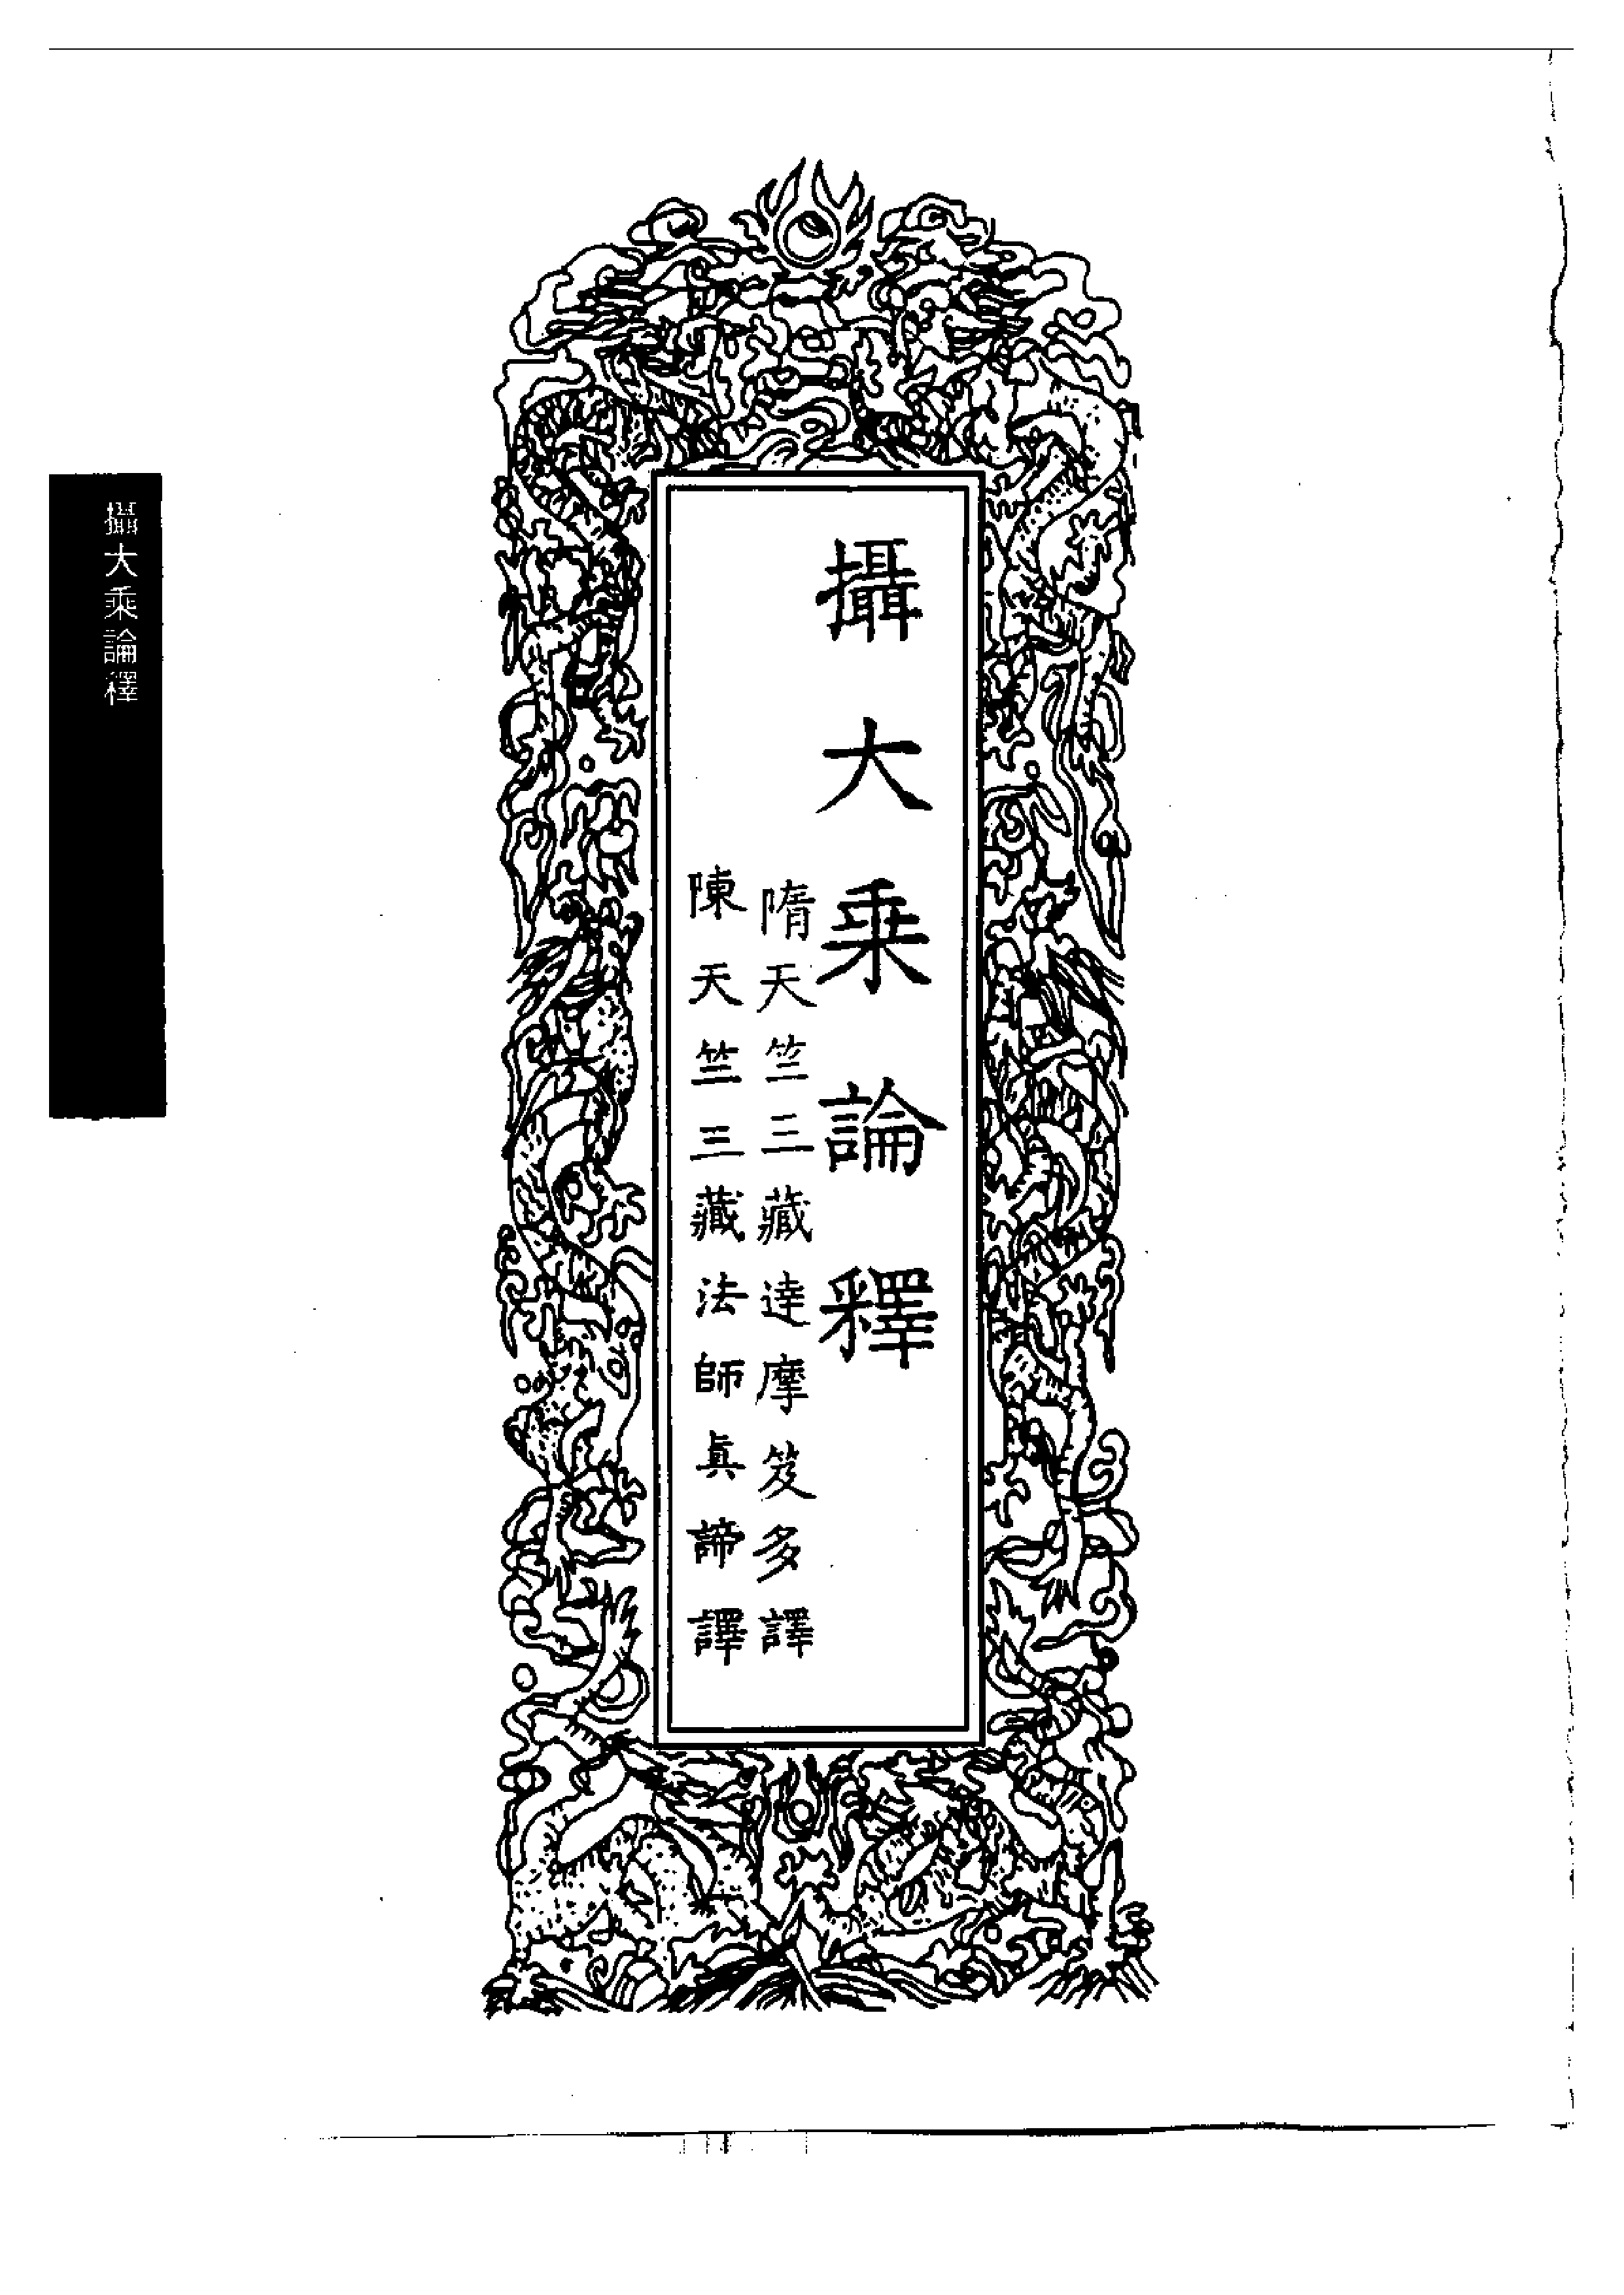 攝大乘論釋
隋天竺三藏達摩笈多譯
陳天竺三藏法師眞諦譯
攝大乘論釋